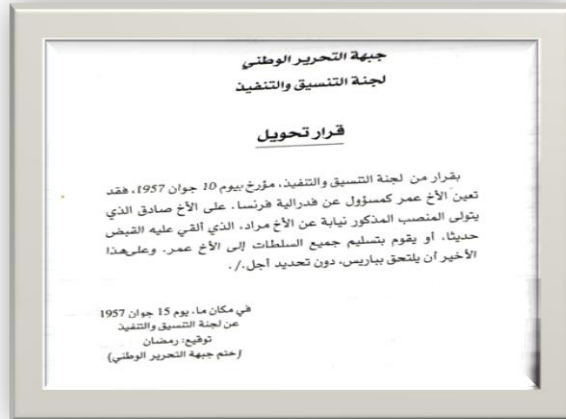 جبهة التحرير الوطني
لجنة التنسيق والتنفيذ
قرار تحويل
بقرار من لجنة التنسيق والتنفيذ، مؤرخ بيوم 10 جوان 1957، فقد
تعين الأخ عمر كمسؤول عن فدرالية فرنسا. على الأخ صادق الذي
يتولى المنصب المذكور نيابة عن الأخ مراد، الذي ألقي عليه القبض
حديثا، أو يقوم بتسليم جميع السلطات إلى الأخ عمر. وعلى هذا
الأخير أن يلتحق بباريس، دون تحديد أجل./.
في مكان ما، يوم 15 جوان 1957
عن لجنة التنسيق والتنفيذ
توقيع: رمضان
(ختم جبهة التحرير الوطني)